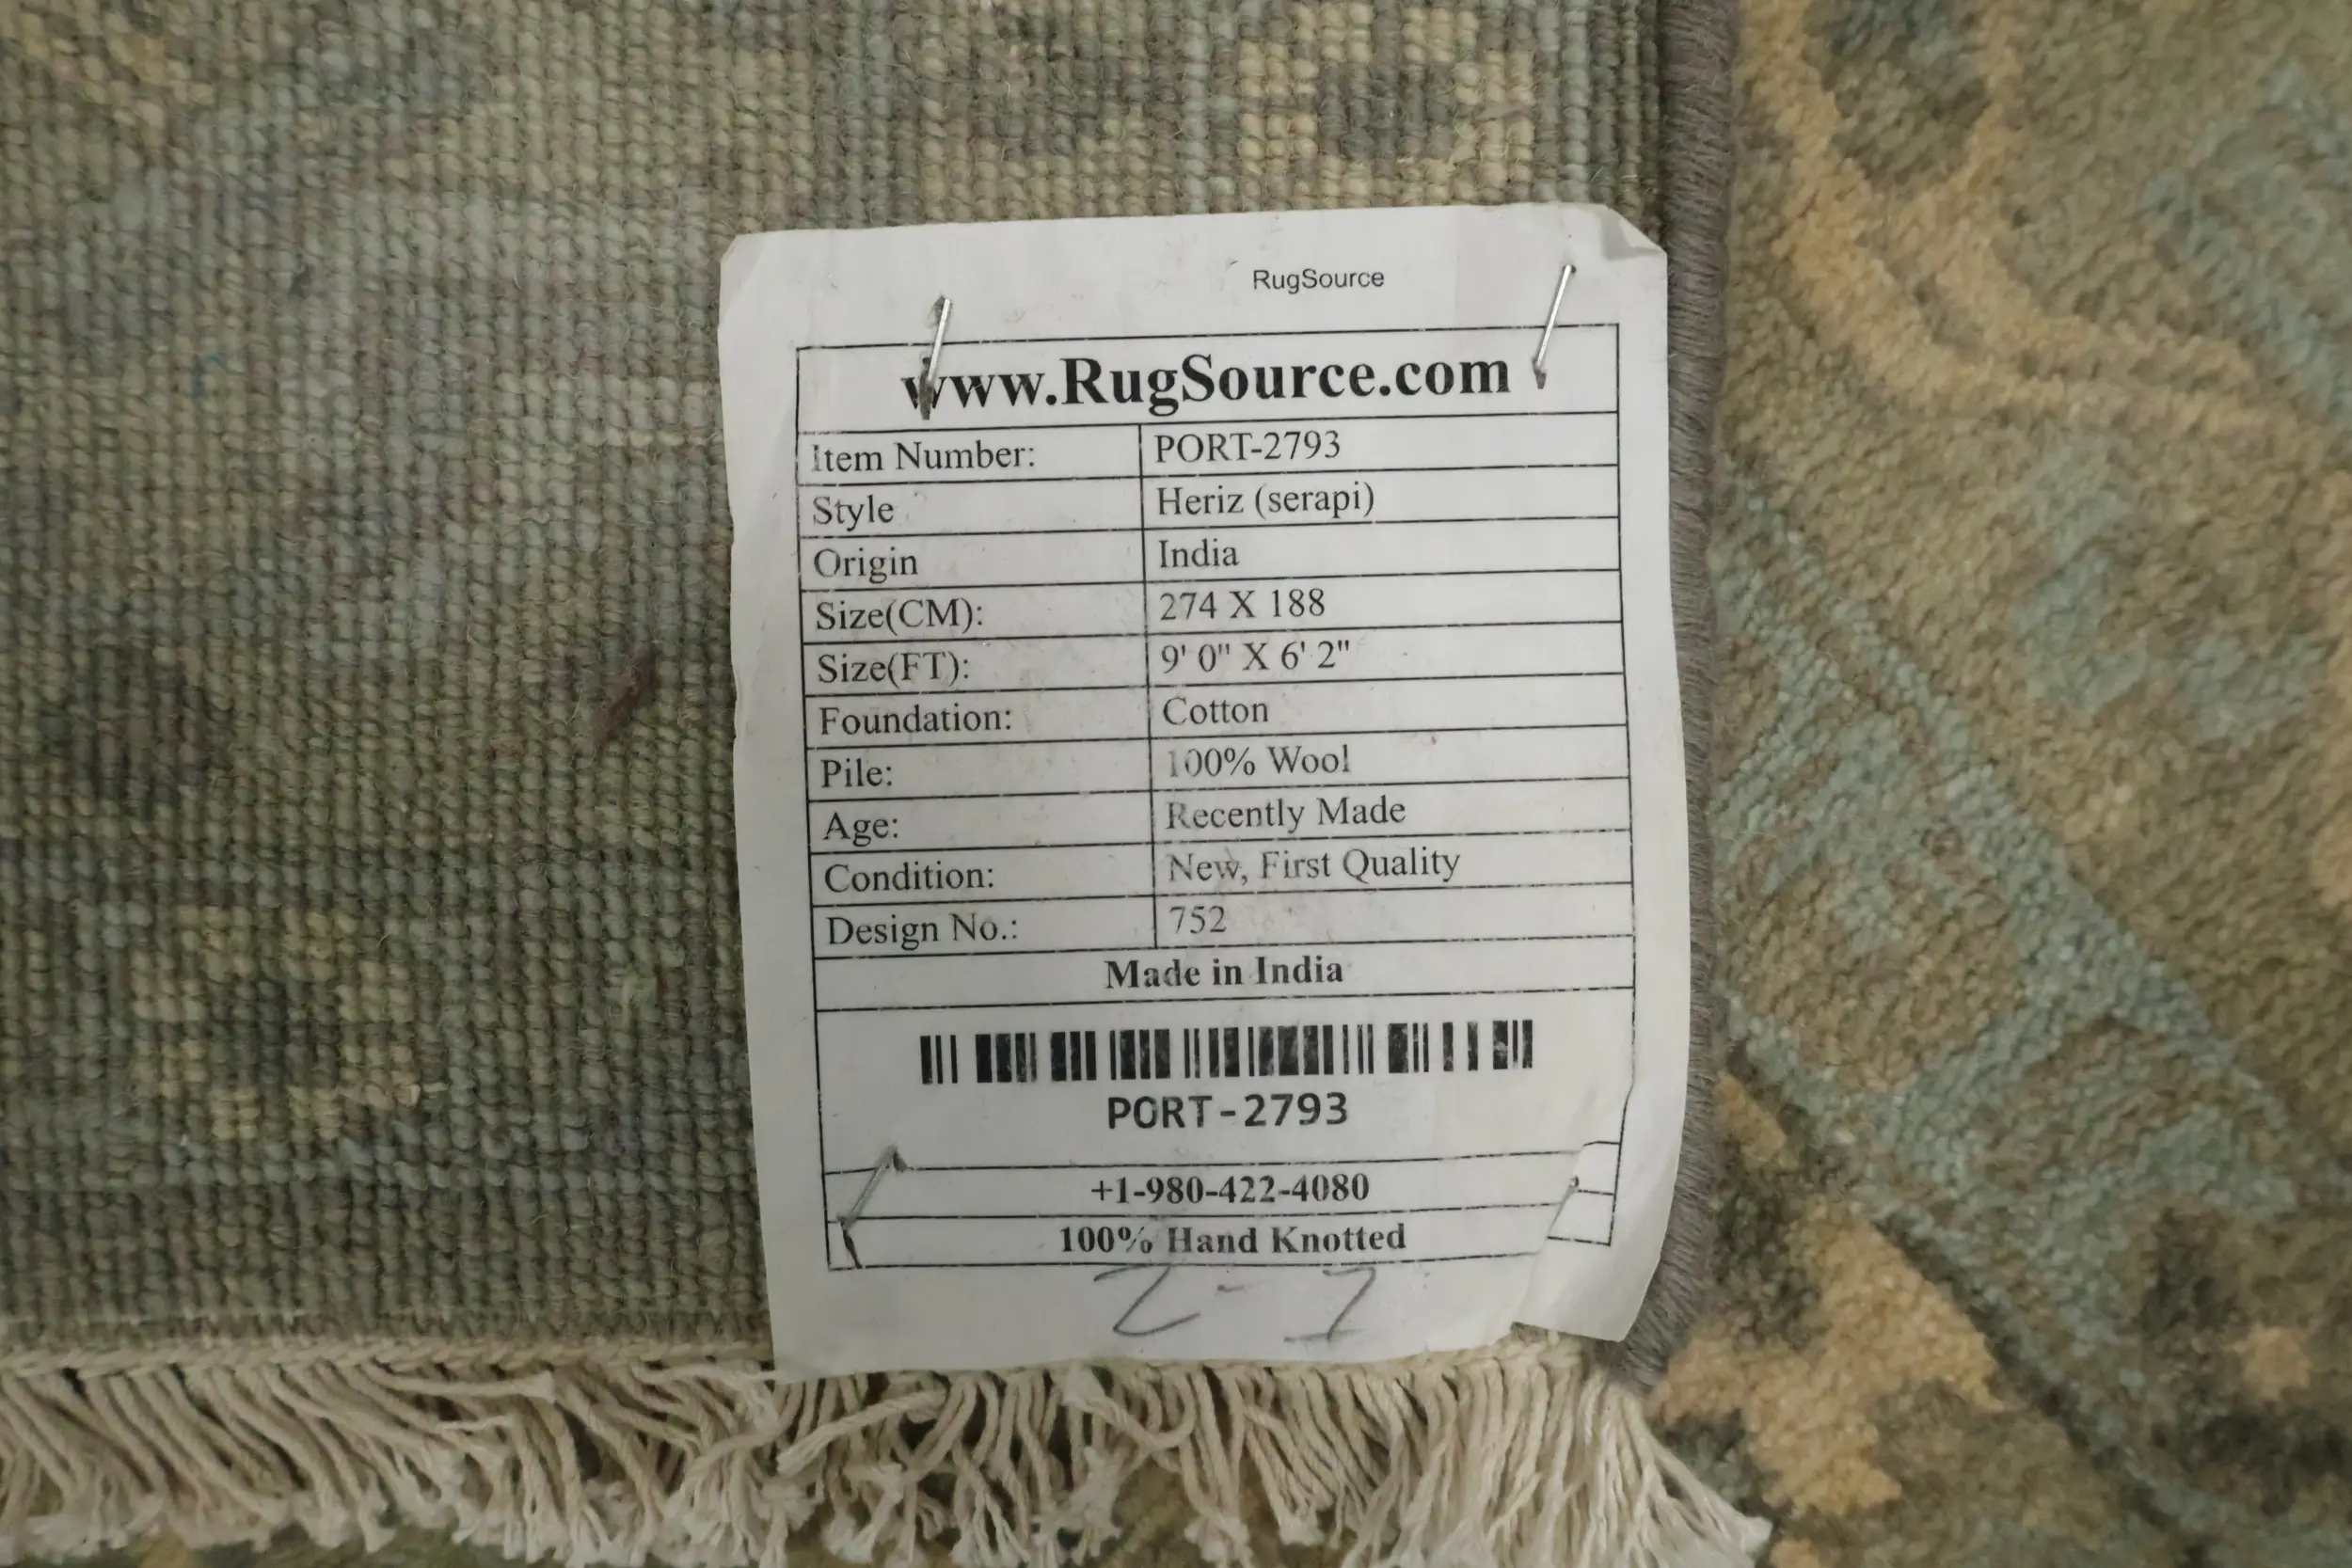 RugSource
www.RugSource.com
Item Number: PORT-2793
Style Heriz (serapi)
Origin India
Size(CM): 274 X 188
Size(FT): 9' 0" X 6' 2"
Foundation: Cotton
Pile: 100% Wool
Age: Recently Made
Condition: New, First Quality
Design No.: 752
Made in India
PORT-2793
+1-980-422-4080
100% Hand Knotted